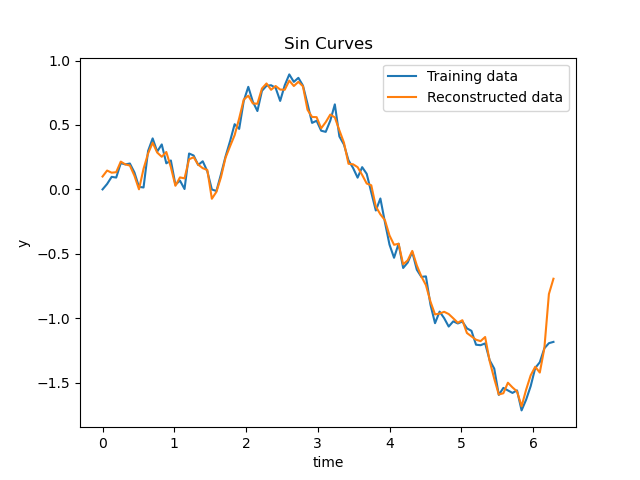 Sin Curves
Training data
Reconstructed data
1.0
0.5
0.0
−0.5
−1.0
−1.5
y
0 1 2 3 4 5 6
time